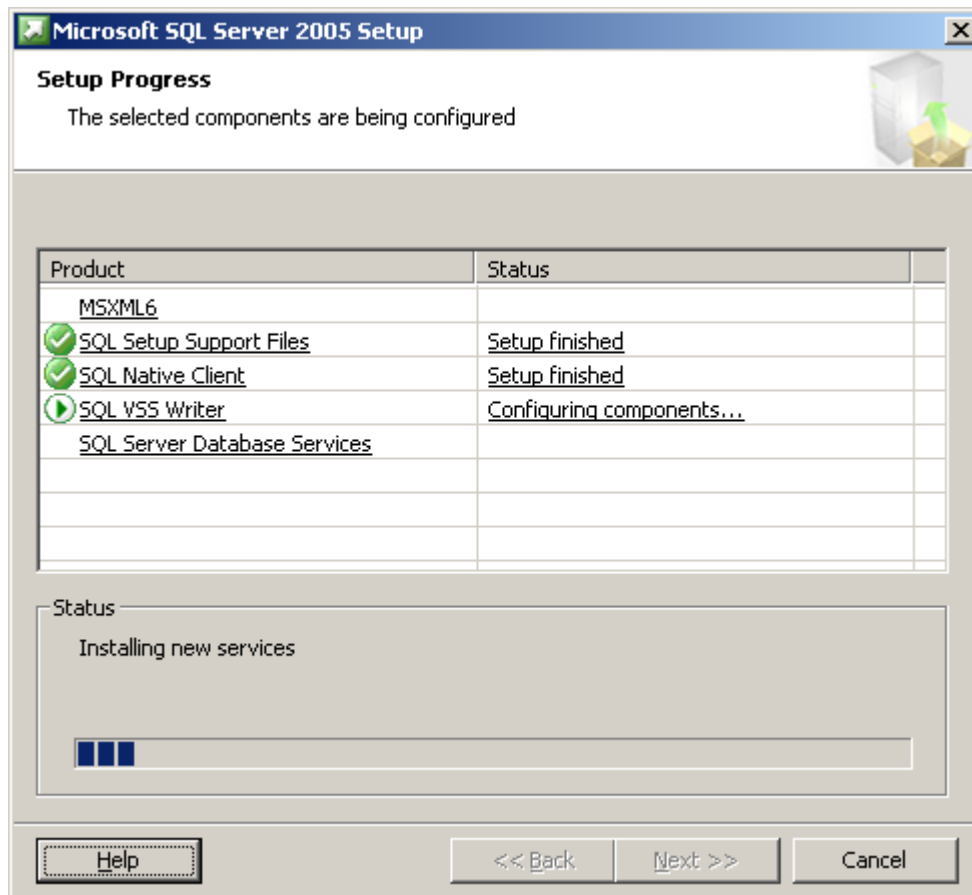 Microsoft SQL Server 2005 Setup
Setup Progress
The selected components are being configured
Product Status
MSXML6
SQL Setup Support Files Setup finished
SQL Native Client Setup finished
SQL VSS Writer Configuring components...
SQL Server Database Services
Status
Installing new services
Help << Back Next >> Cancel